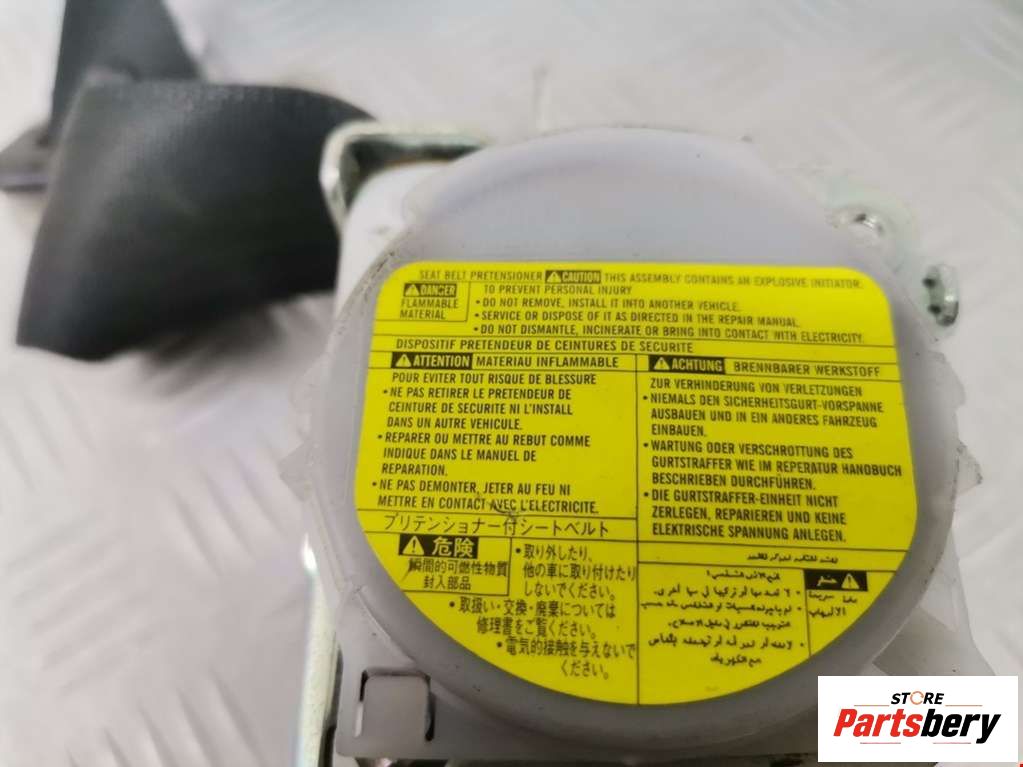 SEAT BELT PRETENSIONER CAUTION THIS ASSEMBLY CONTAINS AN EXPLOSIVE INITIATOR.
DANGER
FLAMMABLE
MATERIAL
TO PREVENT PERSONAL INJURY
• DO NOT REMOVE, INSTALL IT INTO ANOTHER VEHICLE.
• SERVICE OR DISPOSE OF IT AS DIRECTED IN THE REPAIR MANUAL.
• DO NOT DISMANTLE, INCINERATE OR BRING INTO CONTACT WITH ELECTRICITY.
DISPOSITIF PRETENDEUR DE CEINTURES DE SECURITE
ATTENTION MATERIAU INFLAMMABLE
POUR EVITER TOUT RISQUE DE BLESSURE
• NE PAS RETIRER LE PRETENDEUR DE
CEINTURE DE SECURITE NI L'INSTALL
DANS UN AUTRE VEHICULE.
• REPARER OU METTRE AU REBUT COMME
INDIQUE DANS LE MANUEL DE
REPARATION.
• NE PAS DEMONTER, JETER AU FEU NI
METTRE EN CONTACT AVEC L'ELECTRICITE.
ACHTUNG BRENNBARER WERKSTOFF
ZUR VERHINDERUNG VON VERLETZUNGEN
• NIEMALS DEN SICHERHEITSGURT-VORSPANNE
AUSBAUEN UND IN EIN ANDERES FAHRZEUG
EINBAUEN.
• WARTUNG ODER VERSCHROTTUNG DES
GURTSTRAFFER WIE IM REPERATUR HANDBUCH
BESCHRIEBEN DURCHFÜHREN.
• DIE GURTSTRAFFER-EINHEIT NICHT
ZERLEGEN, REPARIEREN UND KEINE
ELEKTRISCHE SPANNUNG ANLEGEN.
プリテンショナー付シートベルト
危険
瞬間的可燃性物質
封入部品
• 取り外したり、
他の車に取り付けたり
しないでください。
• 取扱い・交換・廃棄については
修理書をご覧ください。
• 電気的接触を与えないで
ください。
الالتهاب
مع الكهرباء.
STORE
Partsbery